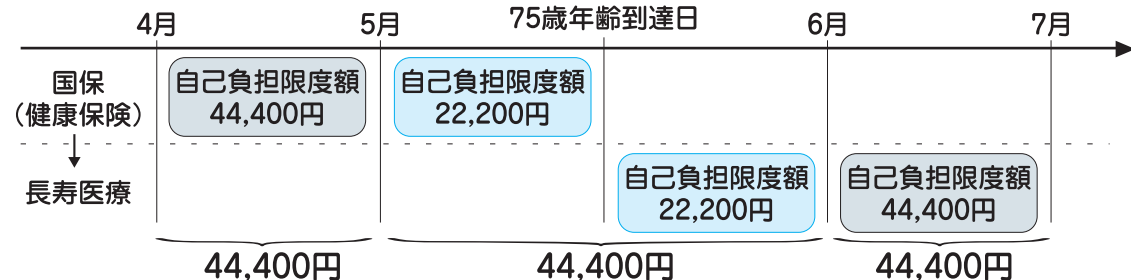 4月
5月
75歳年齢到達日
6月
7月
国保
（健康保険）
自己負担限度額
44,400円
自己負担限度額
22,200円
長寿医療
自己負担限度額
22,200円
自己負担限度額
44,400円
44,400円
44,400円
44,400円